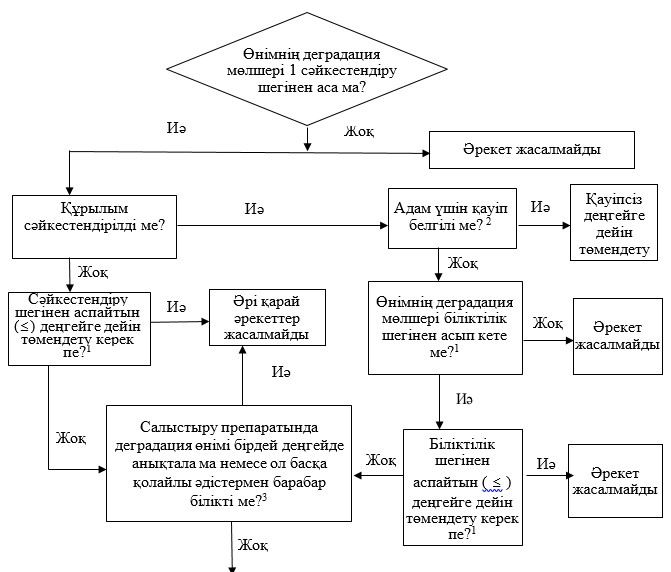 Өнімнің деградация
мөлшері 1 сәйкестендіру
шегінен аса ма?
Иә
Жоқ
Әрекет жасалмайды
Құрылым
сәйкестендірілді ме?
Иә
Адам үшін қауіп
белгілі ме? 2
Иә
Қауіпсіз
деңгейге
дейін
төмендету
Жоқ
Жоқ
Сәйкестендіру
шегінен аспайтын
(≤) деңгейге дейін
төмендету керек
пе?1
Иә
Әрі қарай
әрекеттер
жасалмайды
Өнімнің деградация
мөлшері біліктілік
шегінен асып кете
ме?1
Жоқ
Әрекет
жасалмайды
Иә
Иә
Жоқ
Салыстыру препаратында
деградация өнімі бірдей деңгейде
анықтала ма немесе ол басқа
қолайлы әдістермен барабар
білікті ме?3
Жоқ
Біліктілік
шегінен
аспайтын ( ≤ )
деңгейге дейін
төмендету керек
пе?1
Иә
Әрекет
жасалмайды
Жоқ